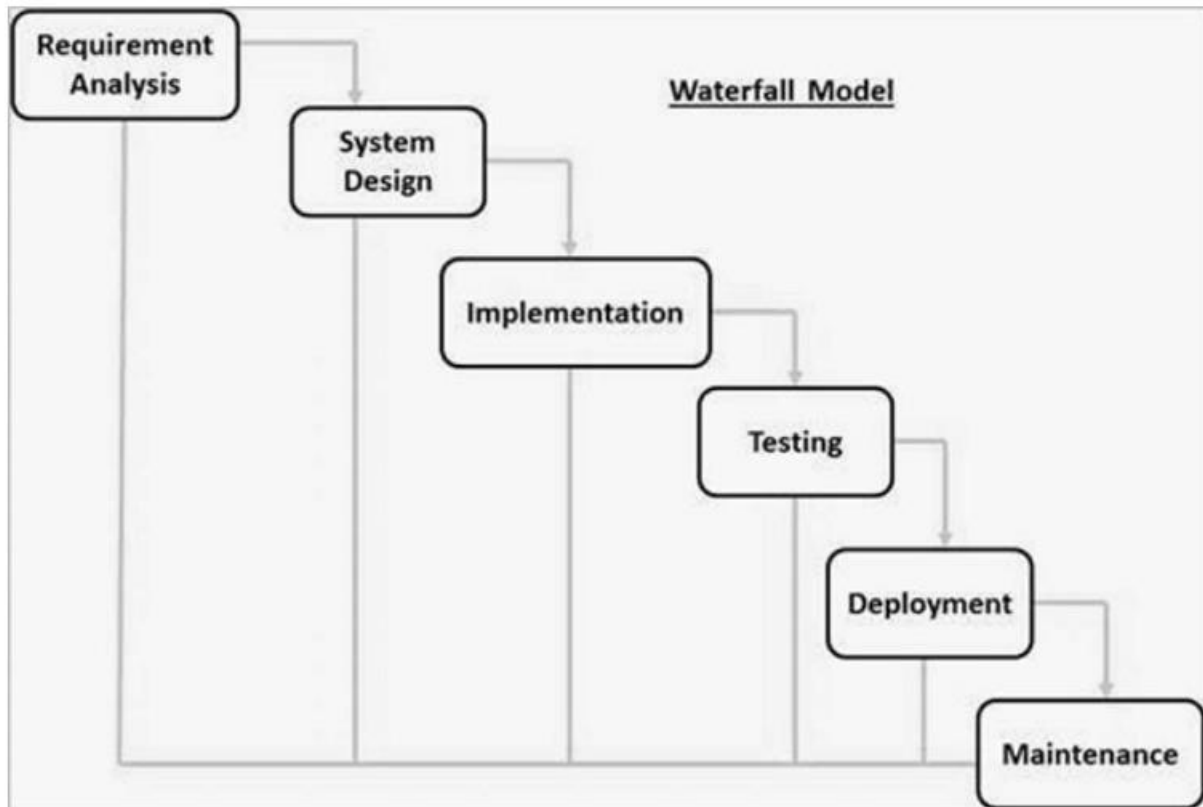 Requirement
Analysis
Waterfall Model
System
Design
Implementation
Testing
Deployment
Maintenance